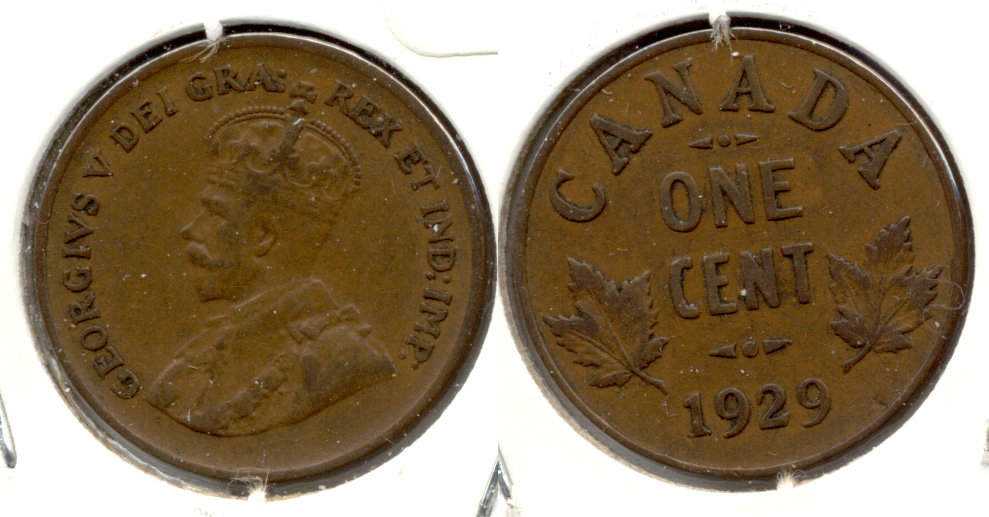 GEORGIVS V DEI GRA: REX ET IND: IMP.
CANADA
ONE
CENT
1929